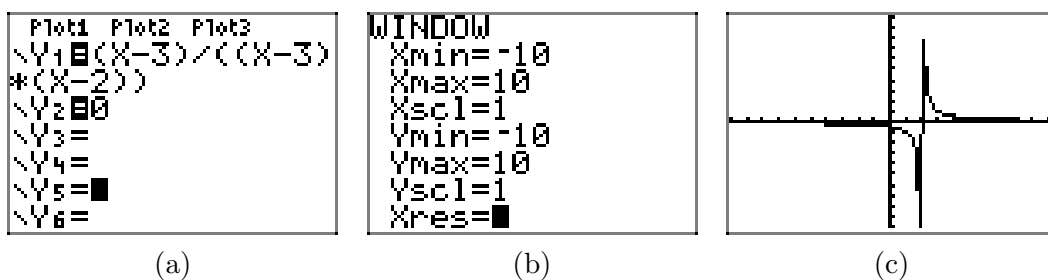 Plot1 Plot2 Plot3
\Y1=(X-3)/((X-3)
*(X-2))
\Y2=0
\Y3=
\Y4=
\Y5=
\Y6=
WINDOW
Xmin=-10
Xmax=10
Xscl=1
Ymin=-10
Ymax=10
Yscl=1
Xres=
(a)
(b)
(c)